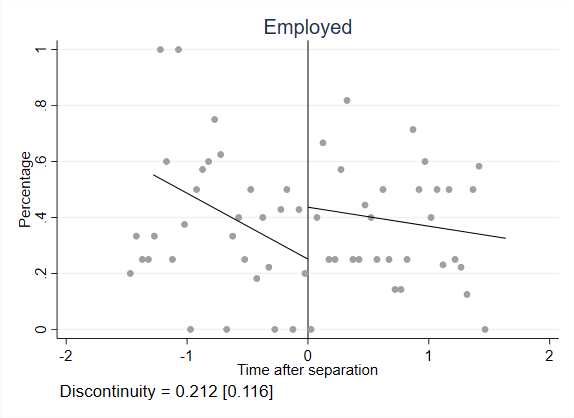 Employed
Percentage
1
.8
.6
.4
.2
0
-2 -1 0 1 2
Time after separation
Discontinuity = 0.212 [0.116]